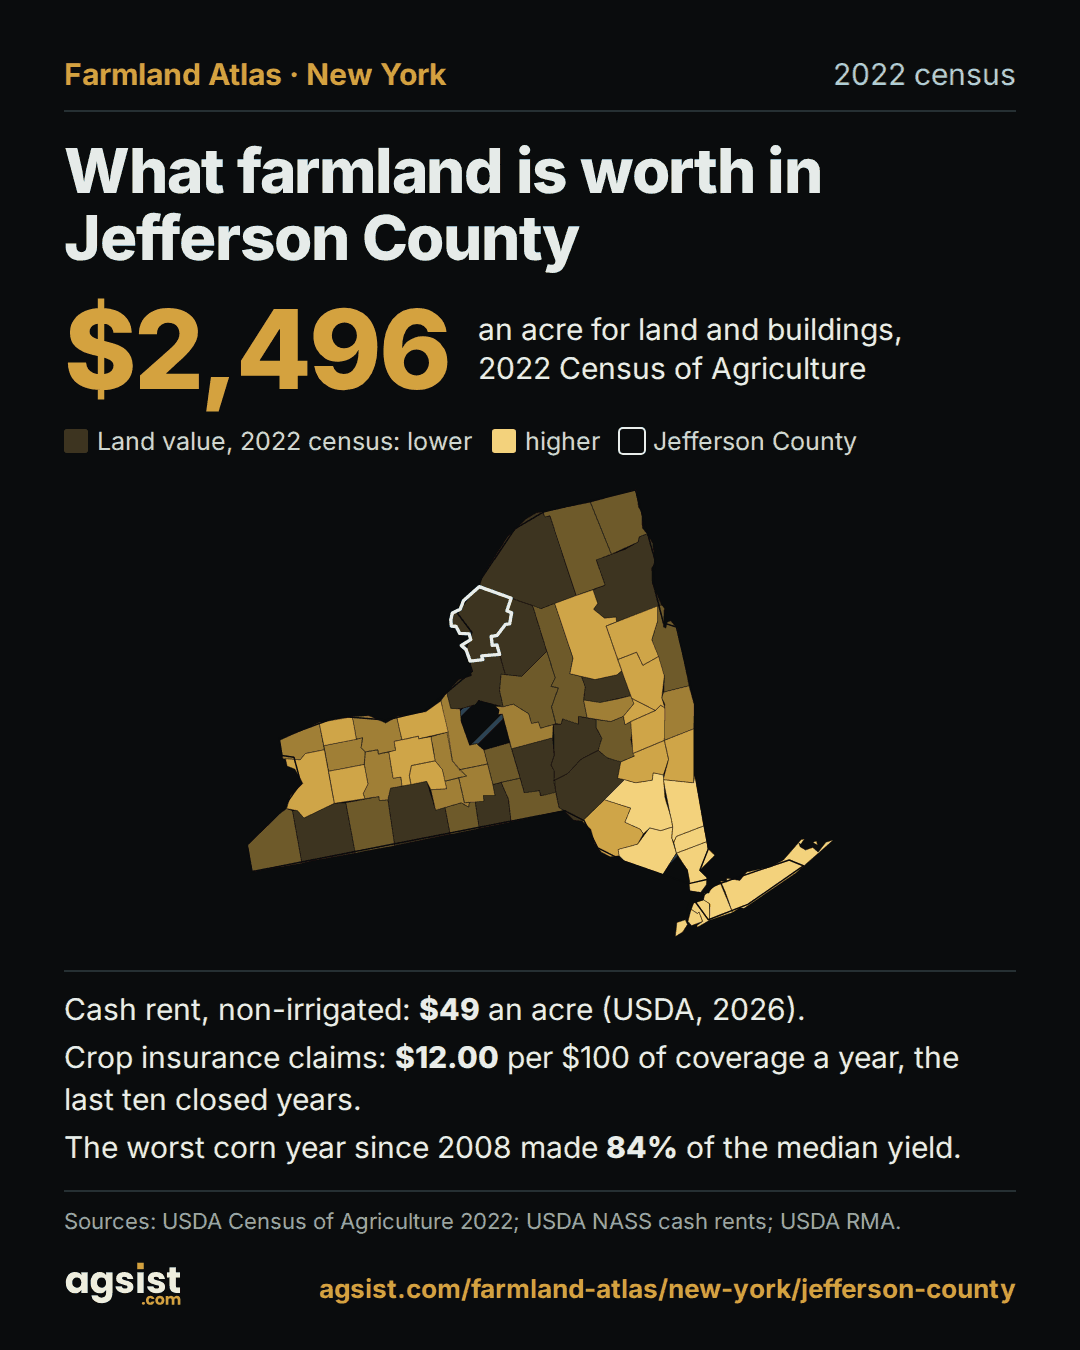 Farmland Atlas · New York
2022 census
What farmland is worth in
Jefferson County
$2,496
an acre for land and buildings,
2022 Census of Agriculture
Land value, 2022 census: lower
higher
Jefferson County
Cash rent, non-irrigated: $49 an acre (USDA, 2026).
Crop insurance claims: $12.00 per $100 of coverage a year, the
last ten closed years.
The worst corn year since 2008 made 84% of the median yield.
Sources: USDA Census of Agriculture 2022; USDA NASS cash rents; USDA RMA.
agsist
.com
agsist.com/farmland-atlas/new-york/jefferson-county